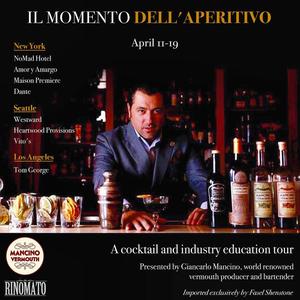 IL MOMENTO DELL'APERITIVO
April 11-19
New York
NoMad Hotel
Amor y Amargo
Maison Premiere
Dante
Seattle
Westward
Heartwood Provisions
Vito's
Los Angeles
Tom George
MANCINO
VERMOUTH
RINOMATO
A cocktail and industry education tour
Presented by Giancarlo Mancino, world renowned
vermouth producer and bartender
Imported exclusively by Fasel Shenstone